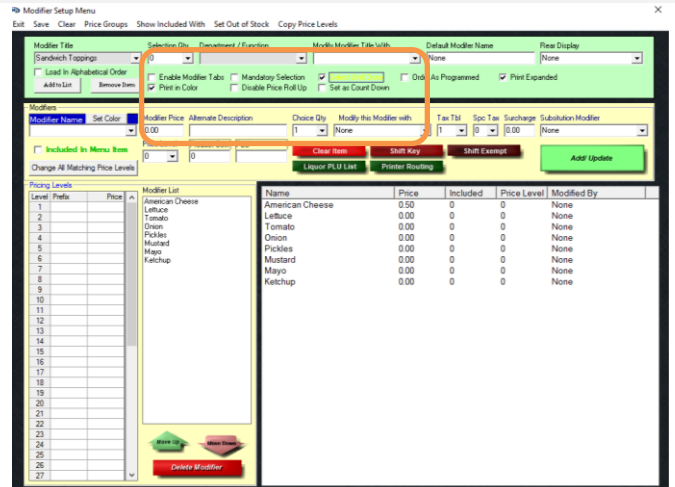 Modifier Setup Menu
Exit Save Clear Price Groups Show Included With Set Out of Stock Copy Price Levels
Modifier Title Selection Qty Department / Function Modify Modifier Title With Default Modifier Name Rear Display
Sandwich Toppings 0 None None
Load In Alphabetical Order Enable Modifier Tabs Mandatory Selection Order As Programmed Print Expanded
Add to List Remove Item Print in Color Disable Price Roll Up Set as Count Down
Modifiers
Modifier Name Set Color Modifier Price Alternate Description Choice Qty Modify this Modifier with Tax Tbl Spc Tax Surcharge Subsitution Modifier
0.00 1 None 1 0 0.00 None
Included In Menu Item Clear Item Shift Key Shift Exempt Add/ Update
Change All Matching Price Levels 0 0 Liquor PLU List Printer Routing
Pricing Levels
Level Prefix Price
1
2
3
4
5
6
7
8
9
10
11
12
13
14
15
16
17
18
19
20
21
22
23
24
25
26
27
Modifier List
American Cheese
Lettuce
Tomato
Onion
Pickles
Mustard
Mayo
Ketchup
Move Up Move Down
Delete Modifier
Name Price Included Price Level Modified By
American Cheese 0.50 0 0 None
Lettuce 0.00 0 0 None
Tomato 0.00 0 0 None
Onion 0.00 0 0 None
Pickles 0.00 0 0 None
Mustard 0.00 0 0 None
Mayo 0.00 0 0 None
Ketchup 0.00 0 0 None